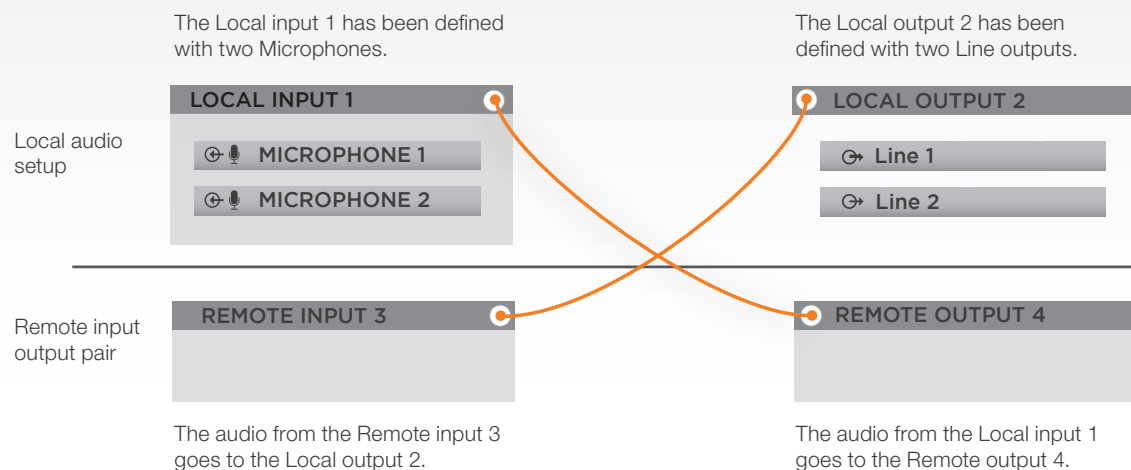 The Local input 1 has been defined
with two Microphones.
The Local output 2 has been
defined with two Line outputs.
Local audio
setup
LOCAL INPUT 1
MICROPHONE 1
MICROPHONE 2
LOCAL OUTPUT 2
Line 1
Line 2
Remote input
output pair
REMOTE INPUT 3
REMOTE OUTPUT 4
The audio from the Remote input 3
goes to the Local output 2.
The audio from the Local input 1
goes to the Remote output 4.